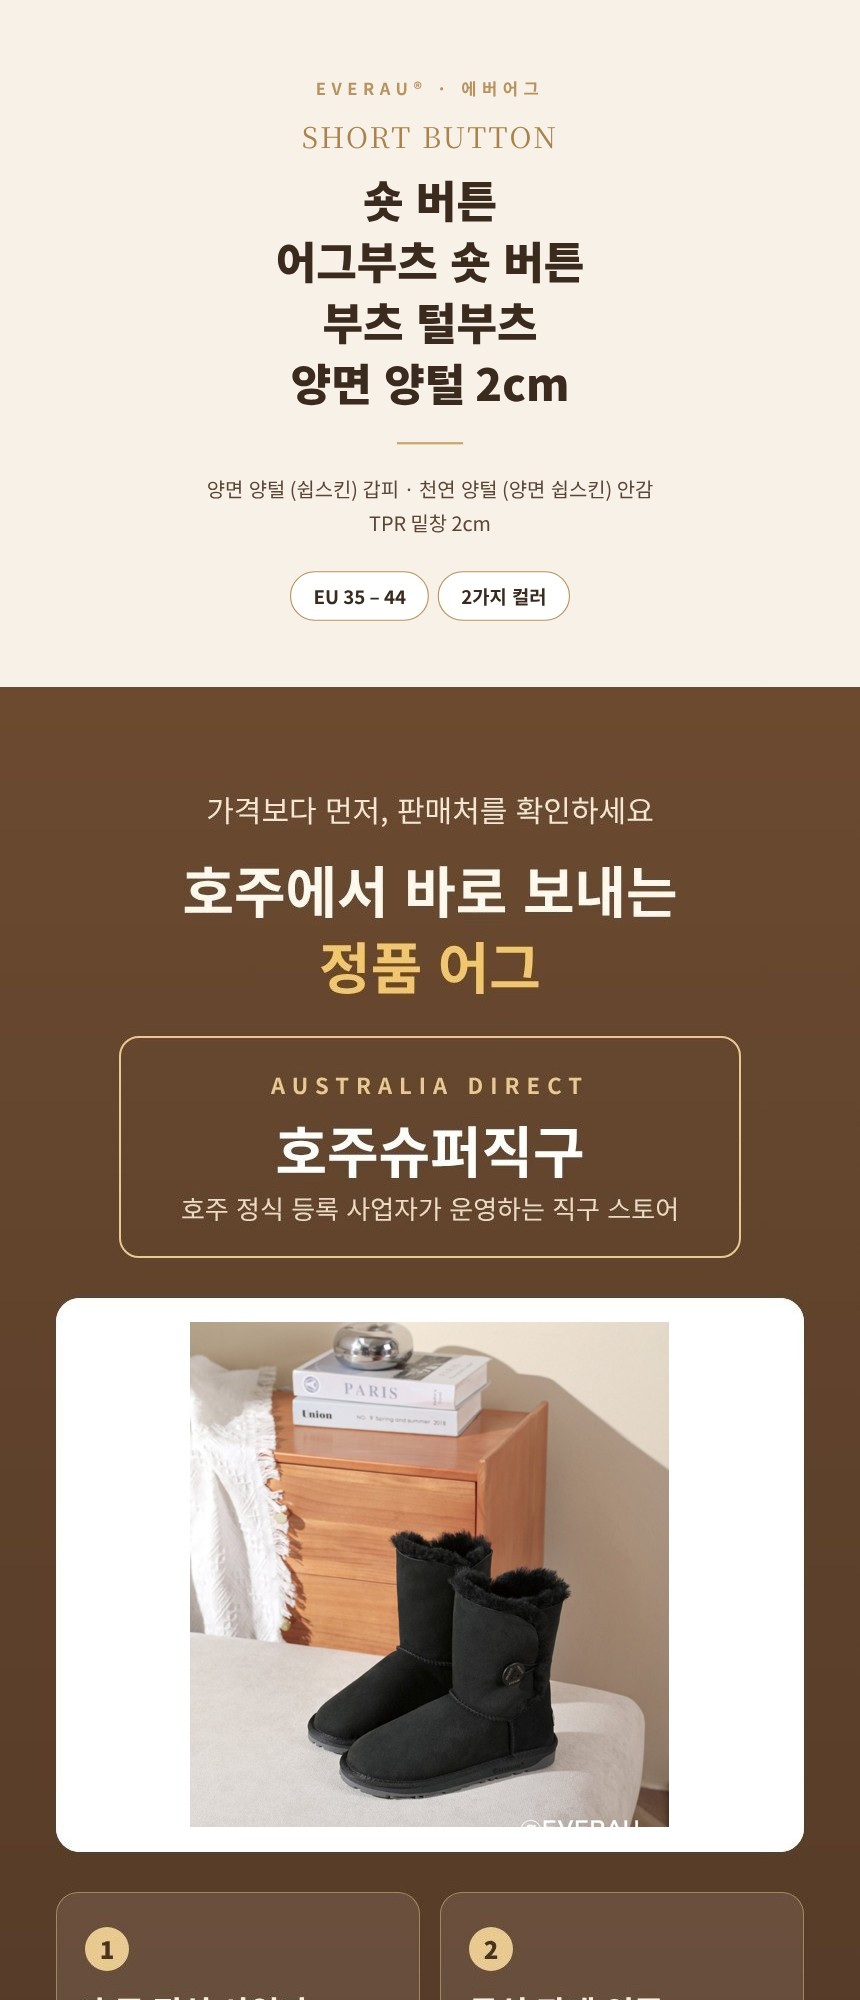 EVERAU® · 에버어그
SHORT BUTTON
숏 버튼
어그부츠 숏 버튼
부츠 털부츠
양면 양털 2cm
양면 양털 (쉽스킨) 갑피 · 천연 양털 (양면 쉽스킨) 안감
TPR 밑창 2cm
EU 35 – 44
2가지 컬러
가격보다 먼저, 판매처를 확인하세요
호주에서 바로 보내는
정품 어그
AUSTRALIA DIRECT
호주슈퍼직구
호주 정식 등록 사업자가 운영하는 직구 스토어
PARIS
Union
Spring and summer
@EVERAU
1
2